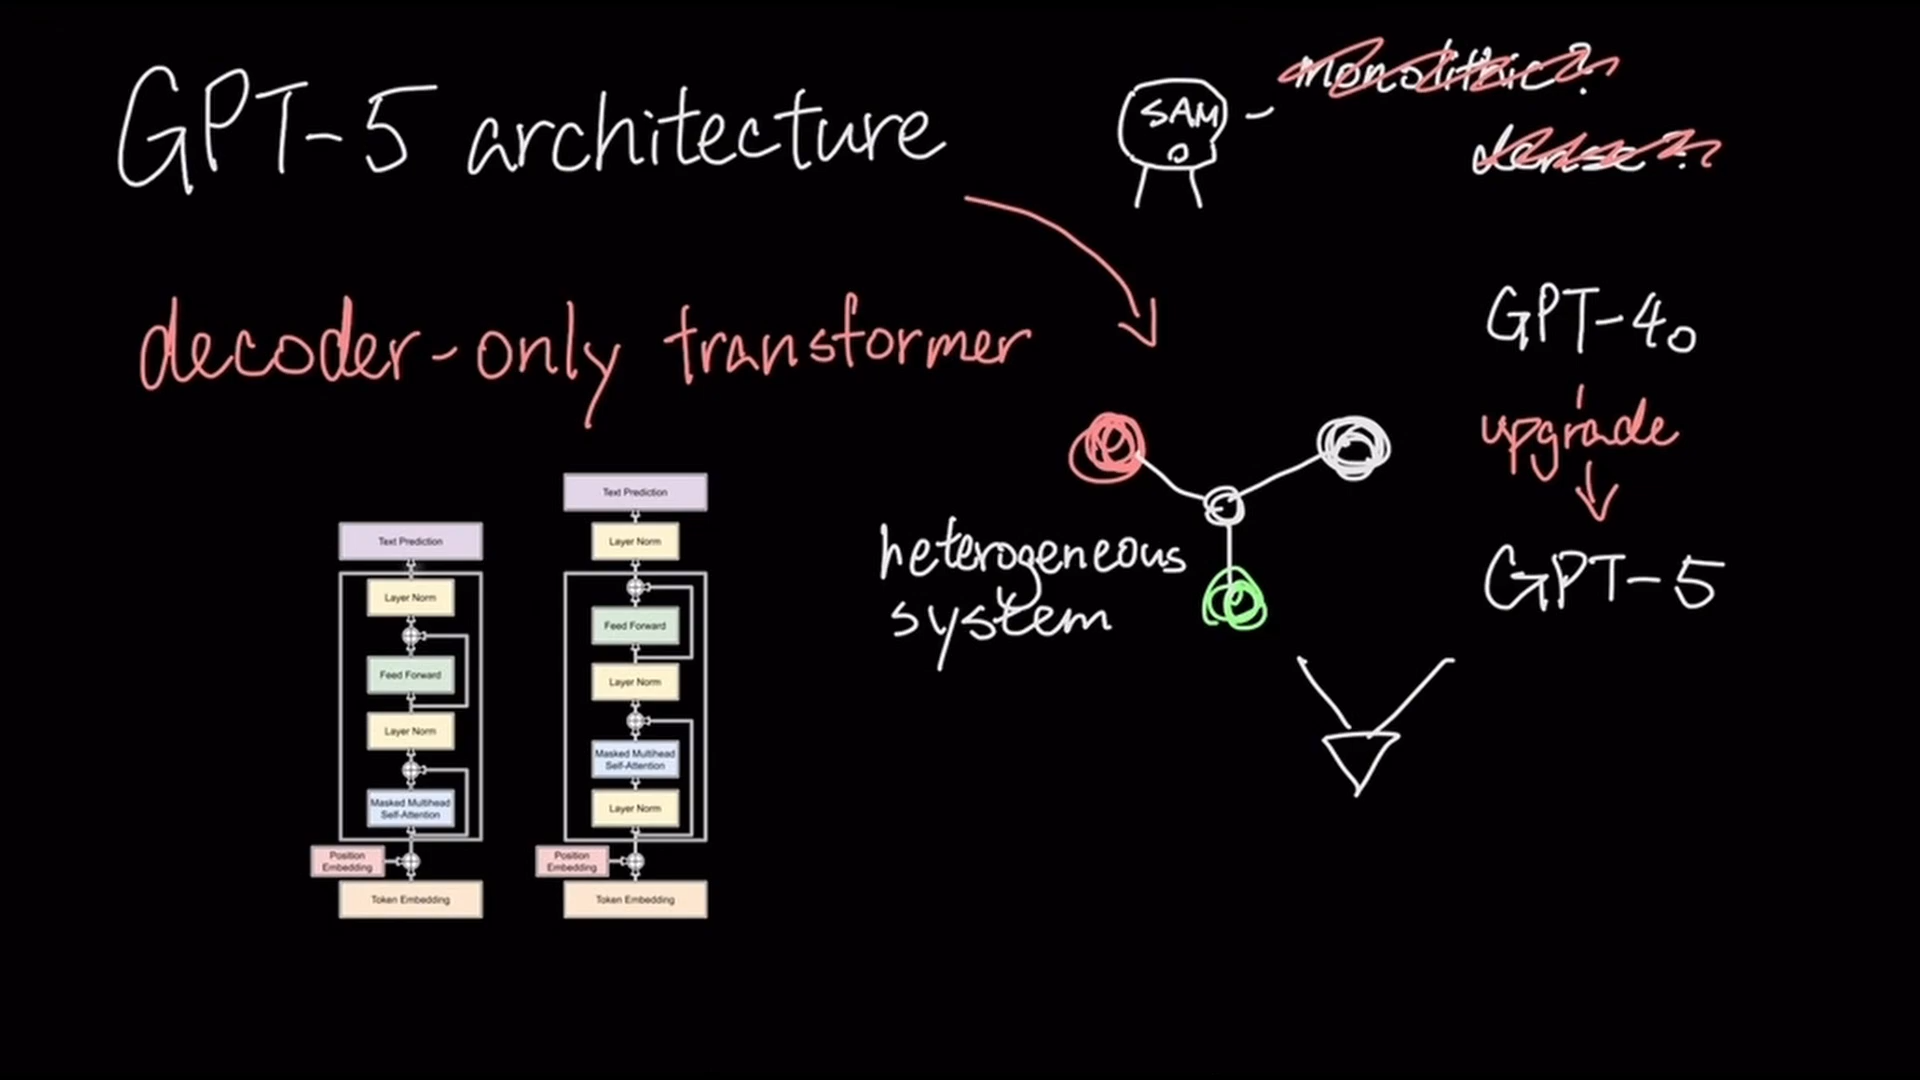 GPT-5 architecture
SAM
monolithic?
dense?
decoder-only transformer
GPT-4o
upgrade
GPT-5
heterogeneous
system
Text Prediction
Layer Norm
Feed Forward
Layer Norm
Masked Multihead
Self-Attention
Position
Embedding
Token Embedding
Text Prediction
Layer Norm
Feed Forward
Layer Norm
Masked Multihead
Self-Attention
Layer Norm
Position
Embedding
Token Embedding